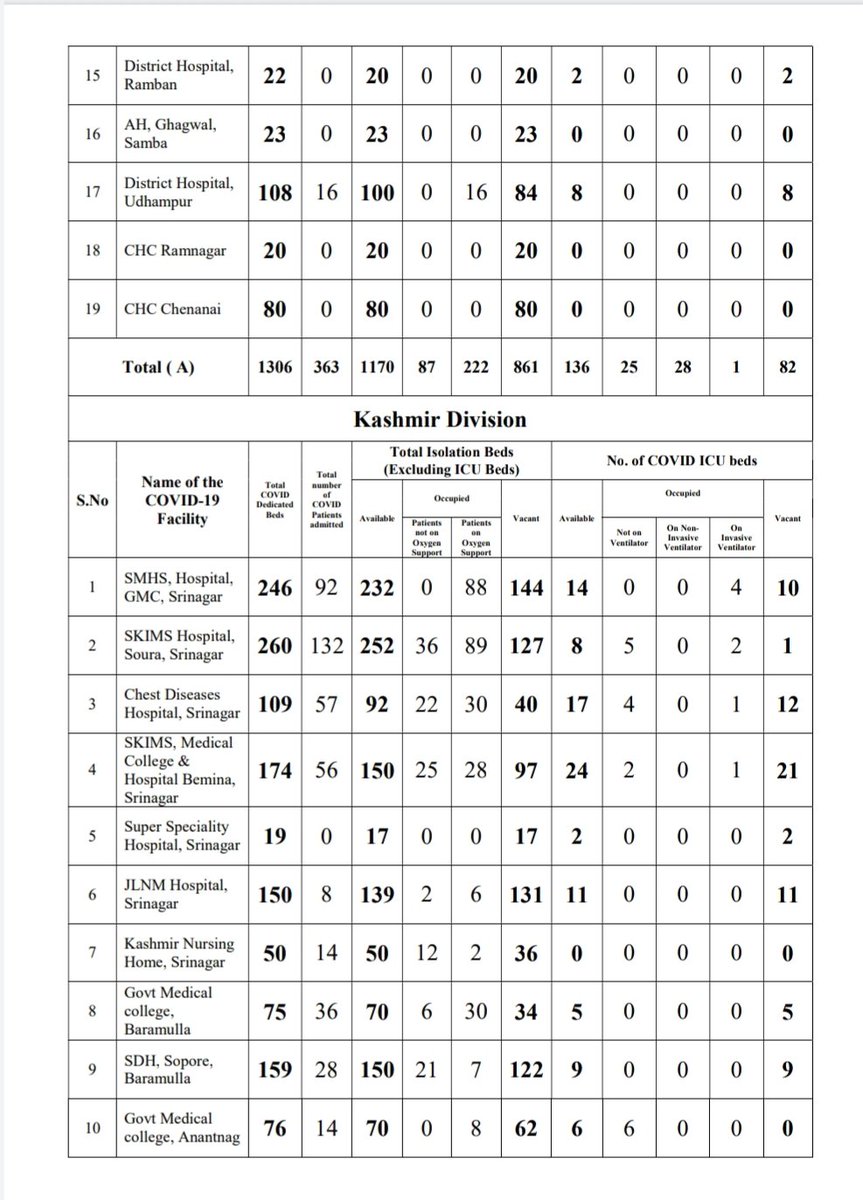 15 District Hospital, Ramban 22 0 20 0 0 20 2 0 0 0 2
16 AH, Ghagwal, Samba 23 0 23 0 0 23 0 0 0 0 0
17 District Hospital, Udhampur 108 16 100 0 16 84 8 0 0 0 8
18 CHC Ramnagar 20 0 20 0 0 20 0 0 0 0 0
19 CHC Chenanai 80 0 80 0 0 80 0 0 0 0 0
Total ( A) 1306 363 1170 87 222 861 136 25 28 1 82
Kashmir Division
S.No
Name of the
COVID-19
Facility
Total
COVID
Dedicated
Beds
Total
number
of
COVID
Patients
admitted
Total Isolation Beds
(Excluding ICU Beds)
Available
Occupied
Patients
not on
Oxygen
Support
Patients
on
Oxygen
Support
Vacant
No. of COVID ICU beds
Available
Occupied
Not on
Ventilator
On Non-
Invasive
Ventilator
On
Invasive
Ventilator
Vacant
1 SMHS, Hospital, GMC, Srinagar 246 92 232 0 88 144 14 0 0 4 10
2 SKIMS Hospital, Soura, Srinagar 260 132 252 36 89 127 8 5 0 2 1
3 Chest Diseases Hospital, Srinagar 109 57 92 22 30 40 17 4 0 1 12
4 SKIMS, Medical College & Hospital Bemina, Srinagar 174 56 150 25 28 97 24 2 0 1 21
5 Super Speciality Hospital, Srinagar 19 0 17 0 0 17 2 0 0 0 2
6 JLNM Hospital, Srinagar 150 8 139 2 6 131 11 0 0 0 11
7 Kashmir Nursing Home, Srinagar 50 14 50 12 2 36 0 0 0 0 0
8 Govt Medical college, Baramulla 75 36 70 6 30 34 5 0 0 0 5
9 SDH, Sopore, Baramulla 159 28 150 21 7 122 9 0 0 0 9
10 Govt Medical college, Anantnag 76 14 70 0 8 62 6 6 0 0 0